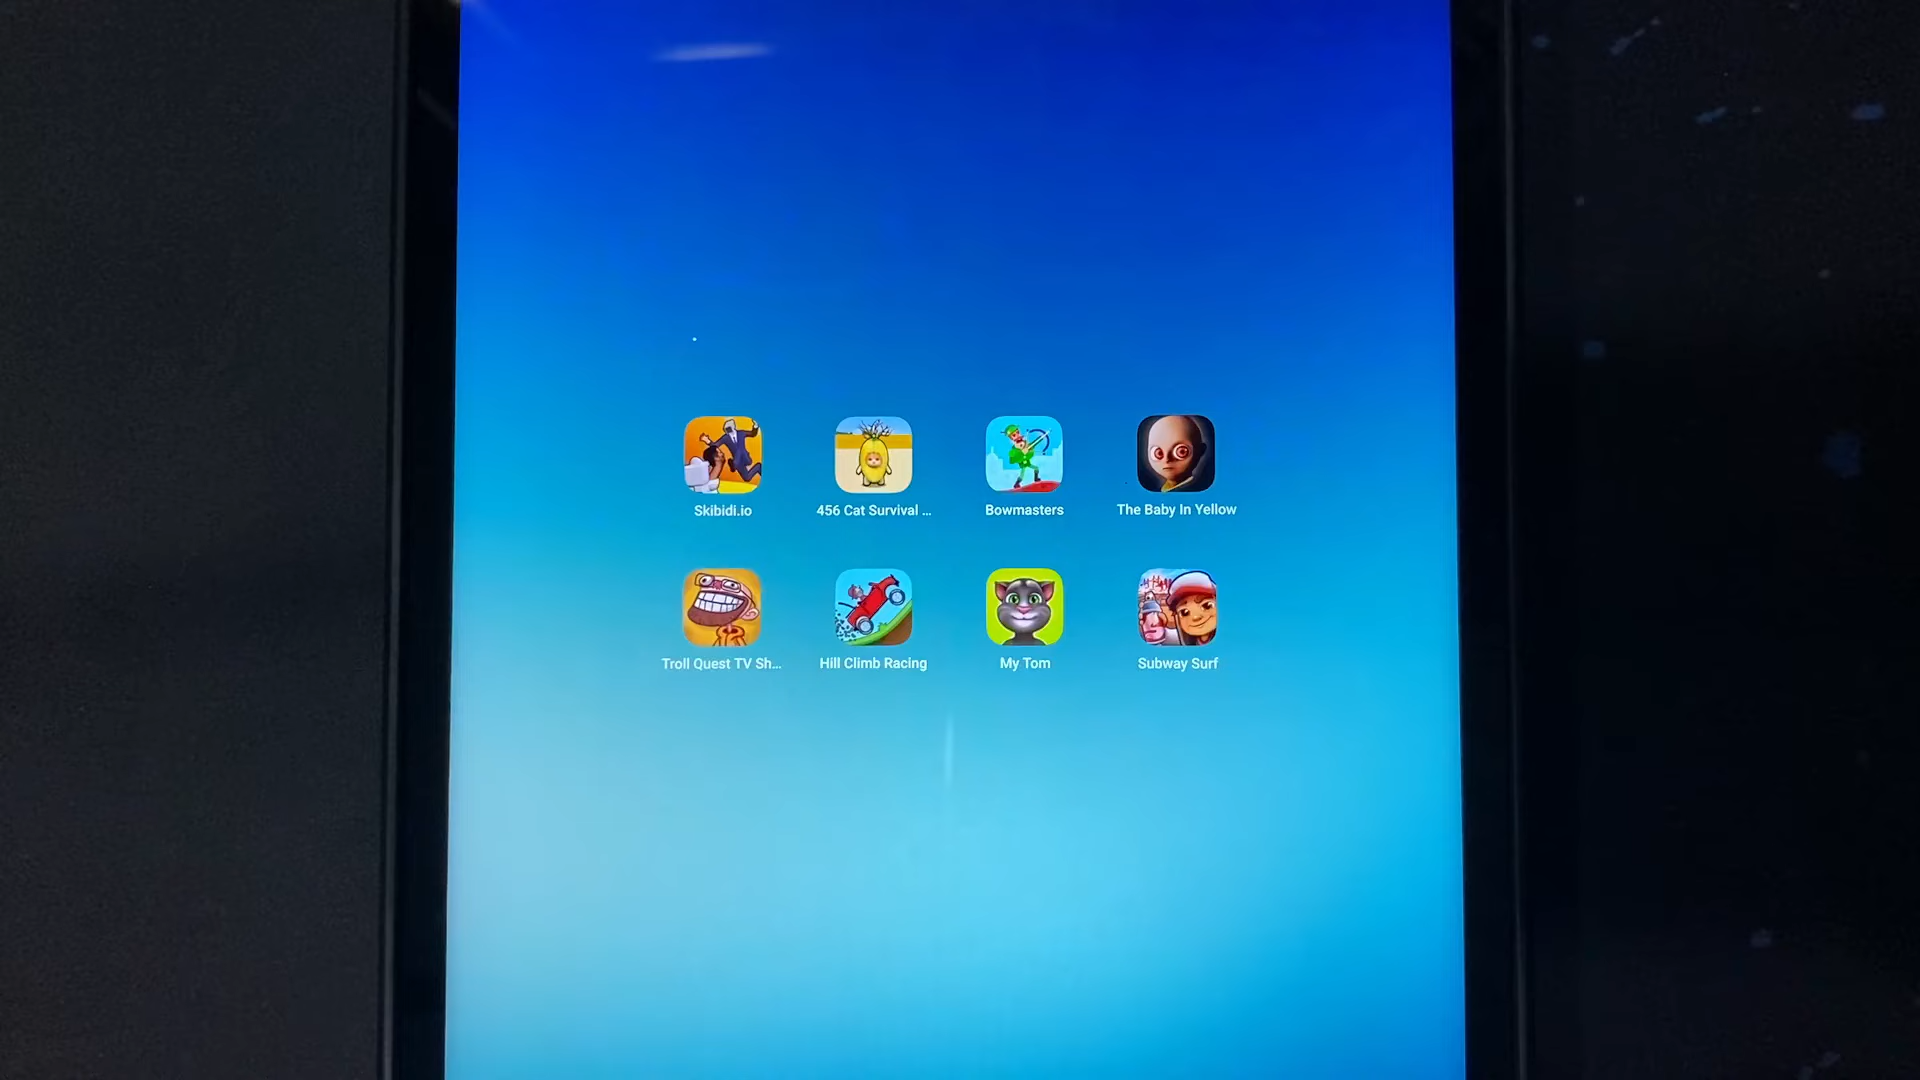 Skibidi.io
456 Cat Survival ...
Bowmasters
The Baby In Yellow
Troll Quest TV Sh...
Hill Climb Racing
My Tom
Subway Surf